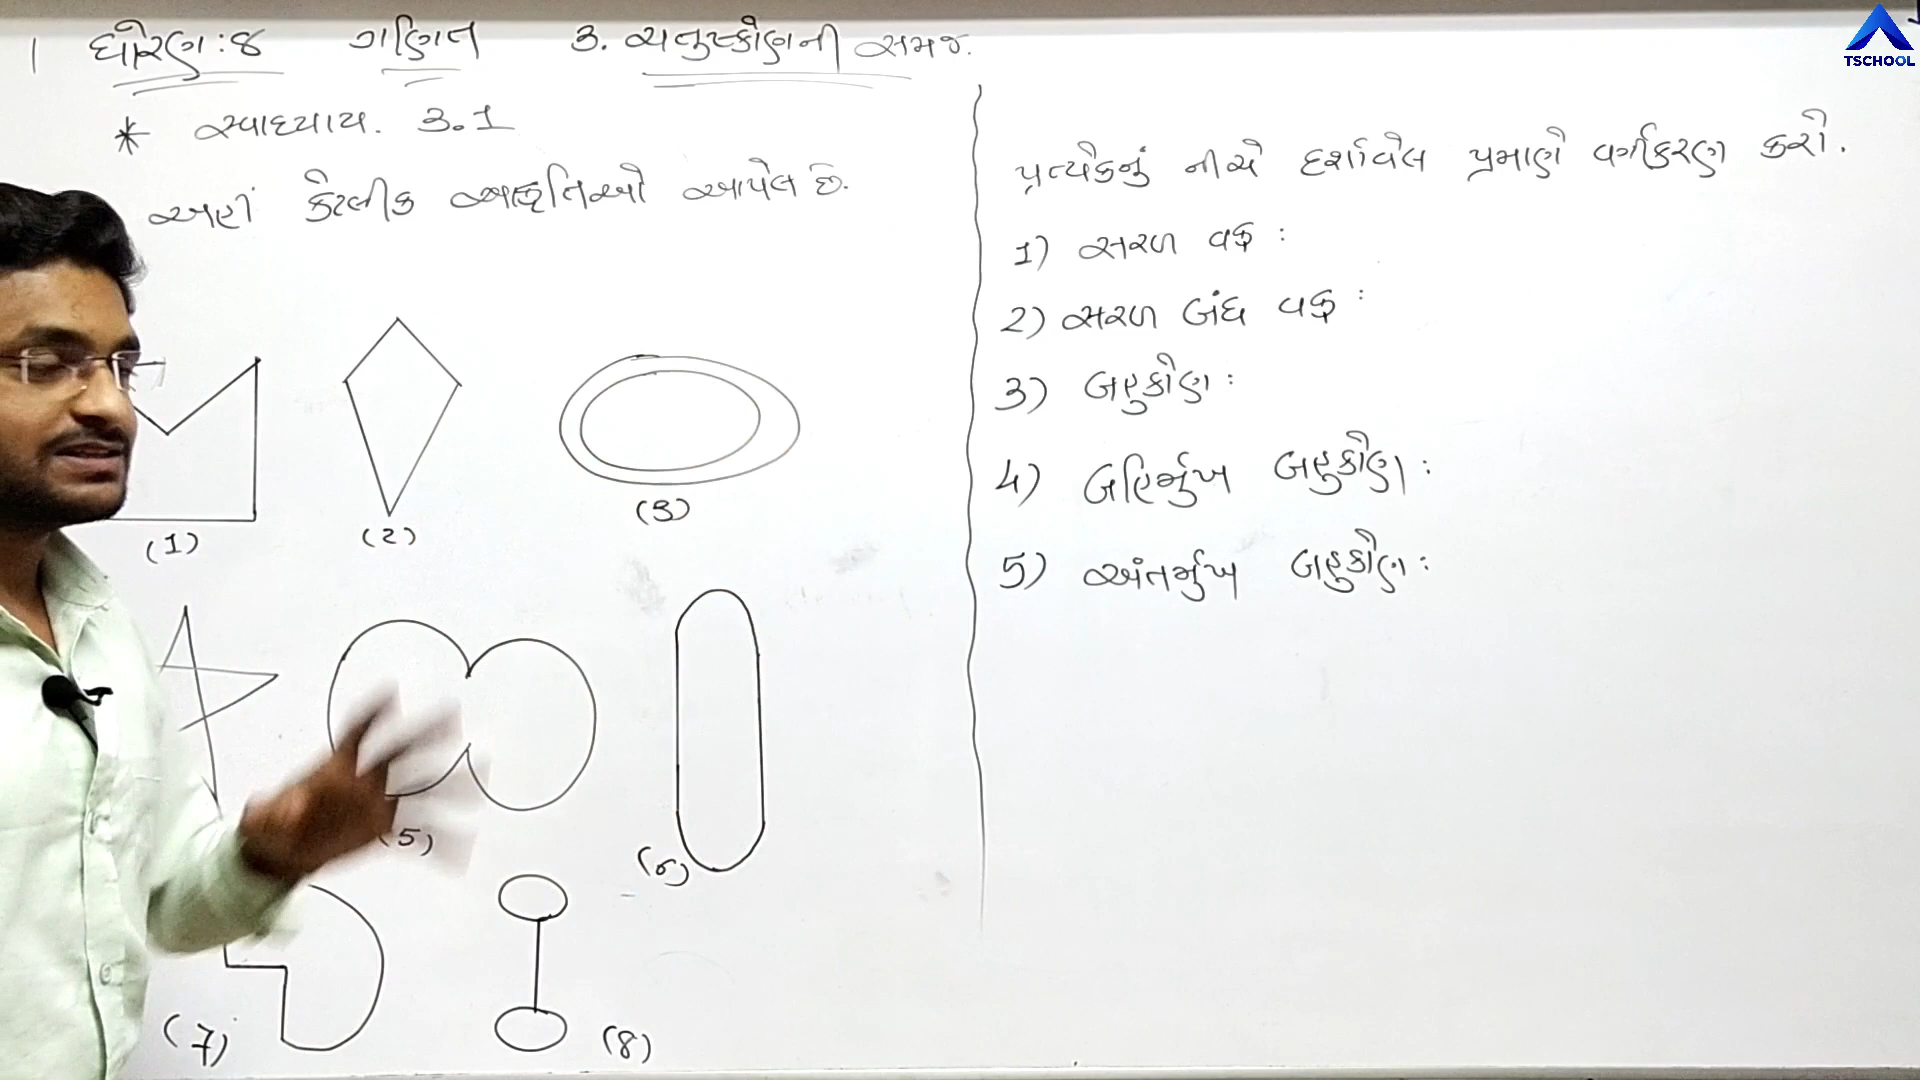 ધોરણ : ૪ ગણિત 3. ચતુષ્કોણની સમજ.
* સ્વાધ્યાય. 3.1
અહીં કેટલીક આકૃતિઓ આપેલ છે.
(1)
(2)
(3)
(5)
(6)
(7)
(8)
પ્રત્યેકનું નીચે દર્શાવેલ પ્રમાણે વર્ગીકરણ કરો.
1) સરળ વક્ર :
2) સરળ બંધ વક્ર :
3) બહુકોણ :
4) બહિર્મુખ બહુકોણ :
5) અંતર્મુખ બહુકોણ :
TSCHOOL